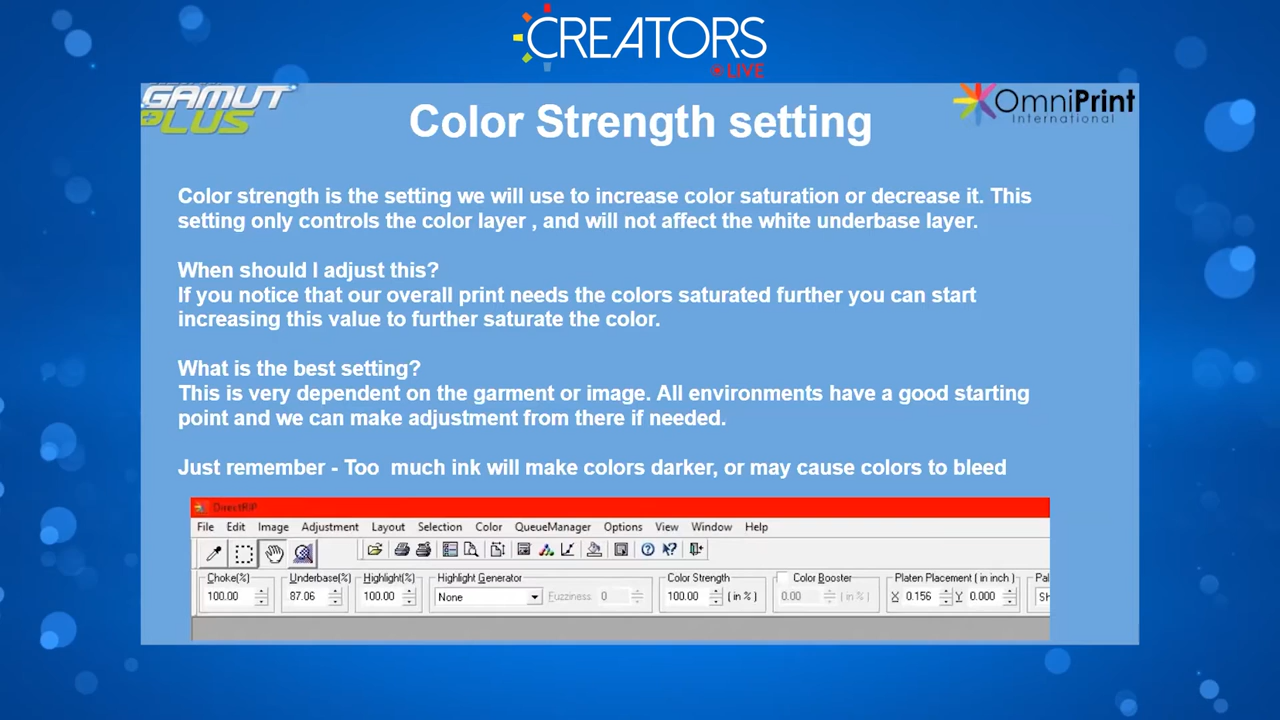 CREATORS
LIVE
GAMUT
PLUS
OmniPrint
International
Color Strength setting
Color strength is the setting we will use to increase color saturation or decrease it. This
setting only controls the color layer , and will not affect the white underbase layer.
When should I adjust this?
If you notice that our overall print needs the colors saturated further you can start
increasing this value to further saturate the color.
What is the best setting?
This is very dependent on the garment or image. All environments have a good starting
point and we can make adjustment from there if needed.
Just remember - Too  much ink will make colors darker, or may cause colors to bleed
DirectRIP
File Edit Image Adjustment Layout Selection Color QueueManager Options View Window Help
Choke(%) Underbase(%) Highlight(%) Highlight Generator Color Strength Color Booster Platen Placement ( in inch )
100.00 87.06 100.00 None Fuzziness 0 100.00 ( in % ) 0.00 ( in % ) X 0.156 Y 0.000